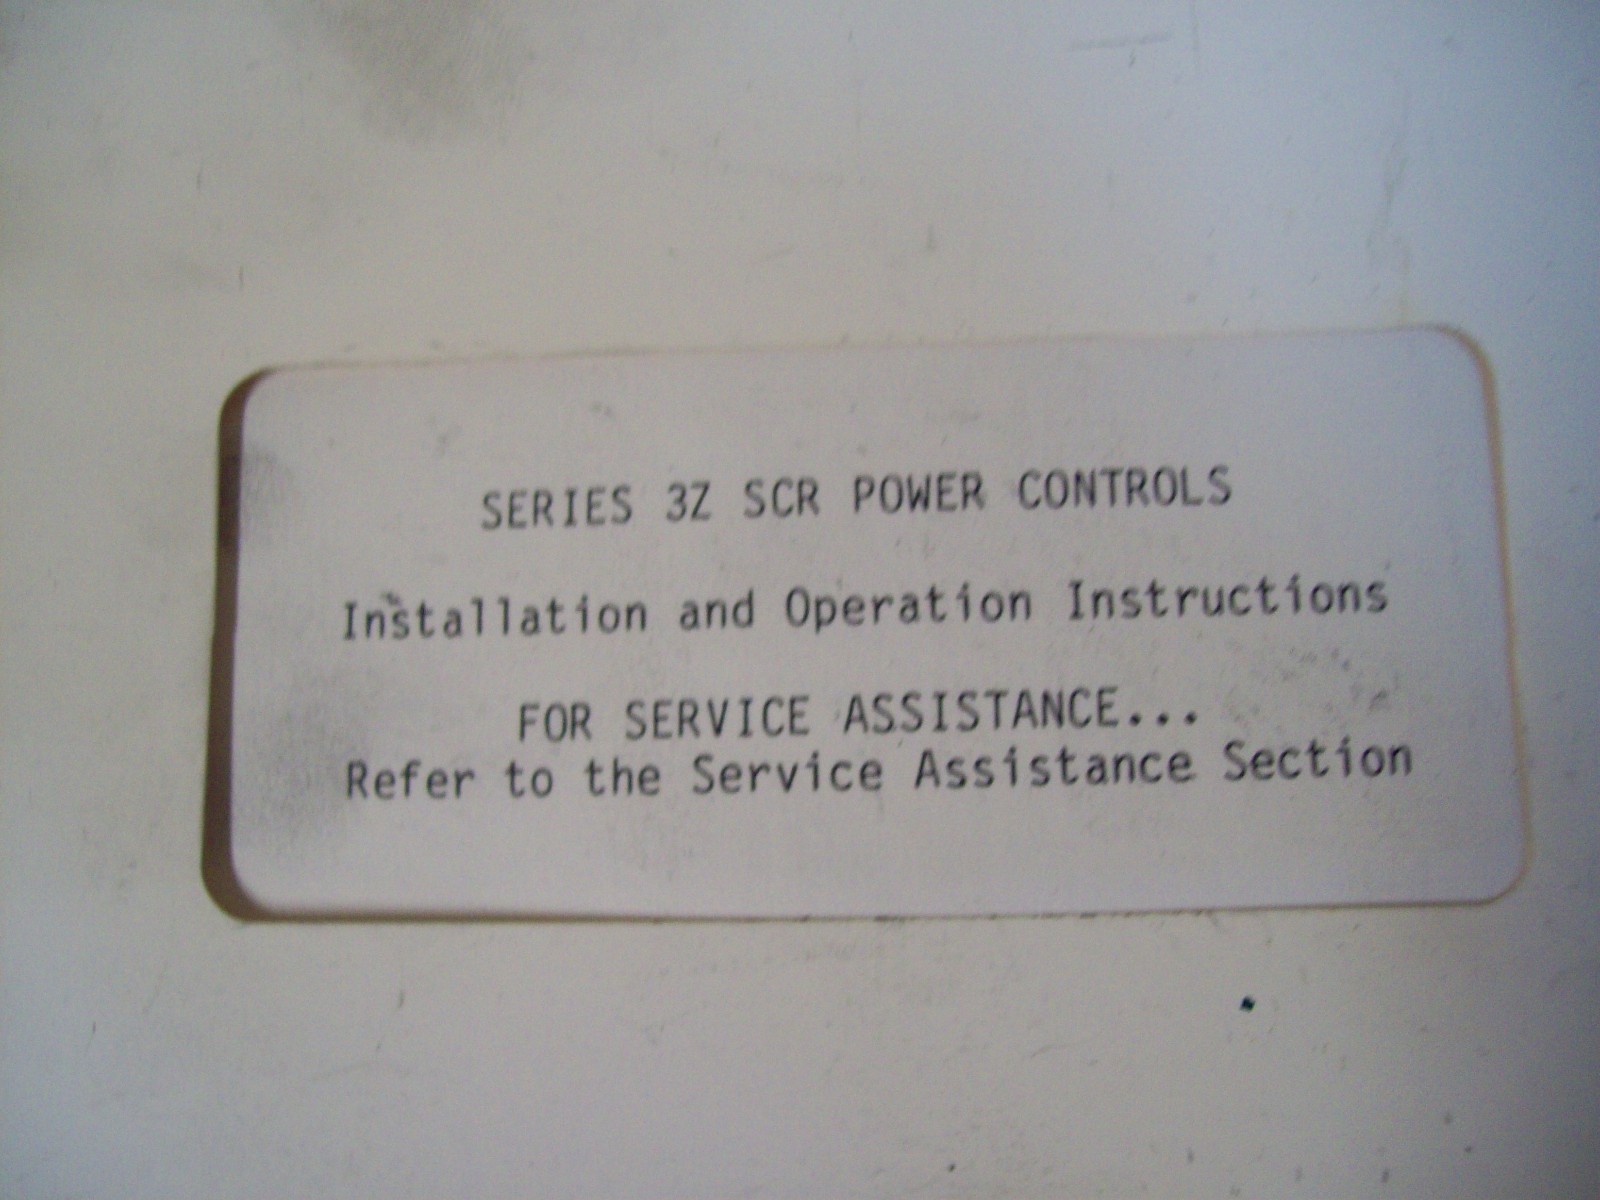 SERIES 3Z SCR POWER CONTROLS
Installation and Operation Instructions
FOR SERVICE ASSISTANCE...
Refer to the Service Assistance Section